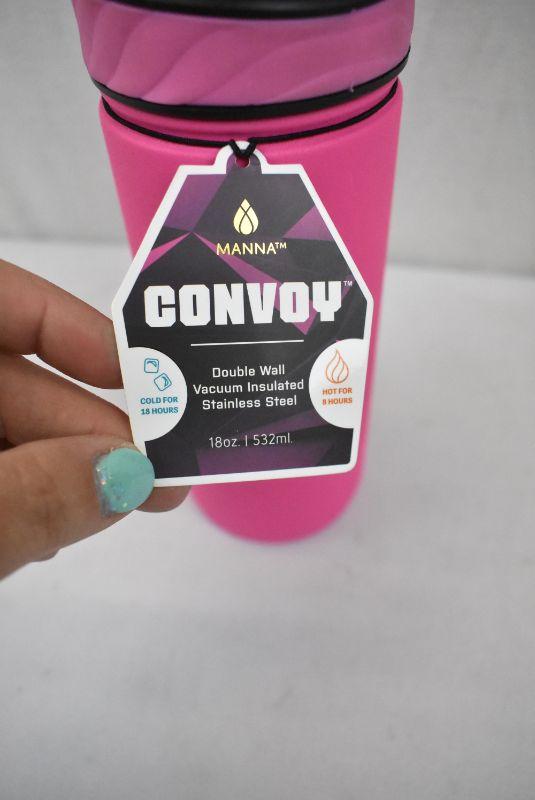 MANNA™
CONVOY™
Double Wall
Vacuum Insulated
Stainless Steel
COLD FOR
18 HOURS
HOT FOR
8 HOURS
18oz. | 532ml.